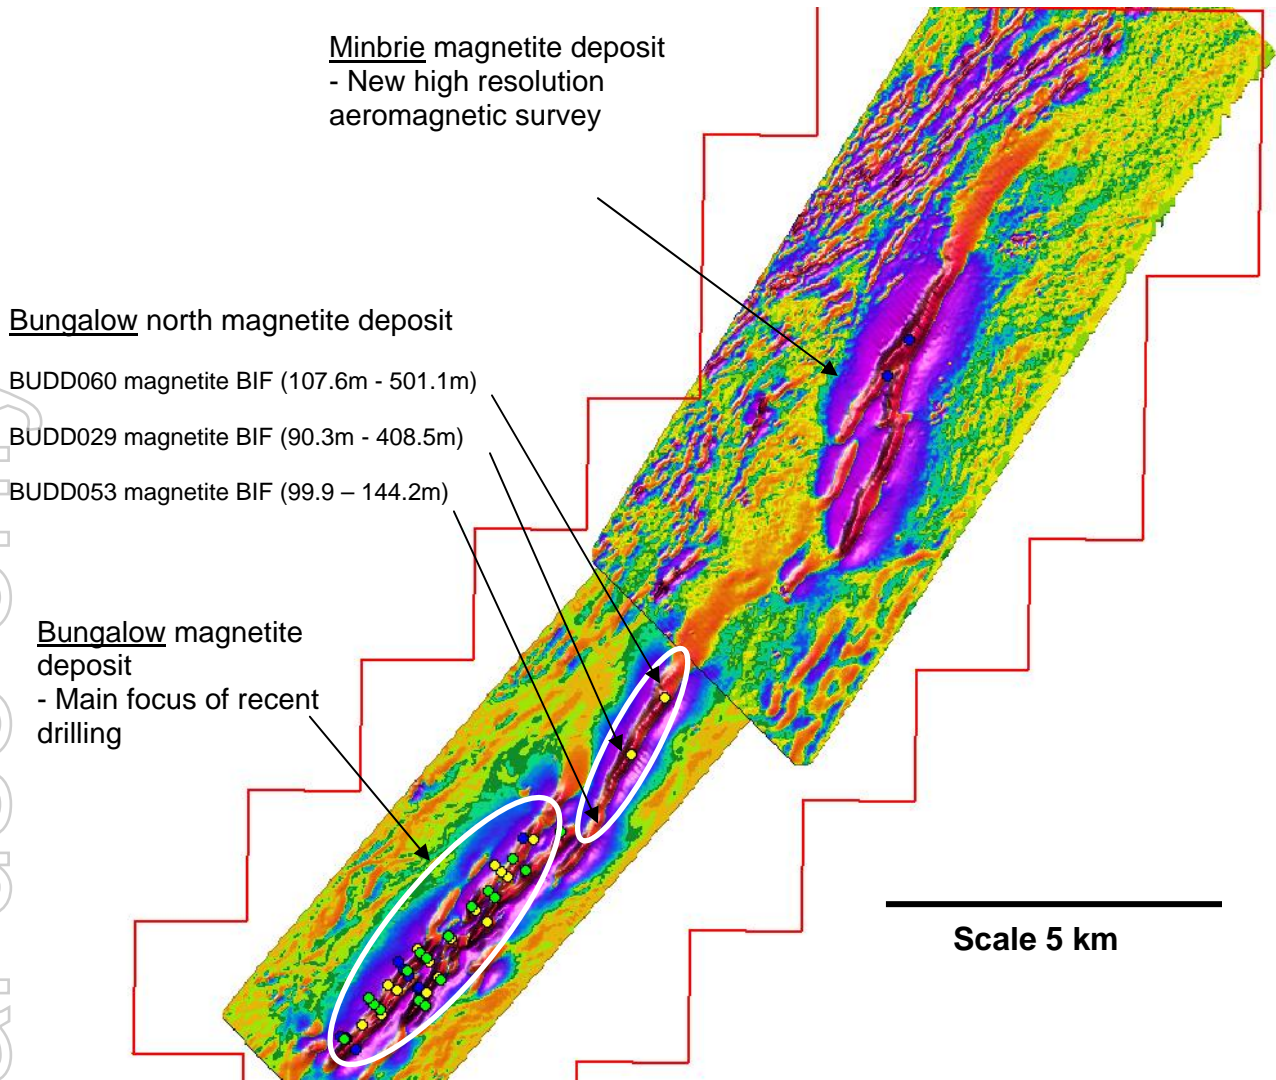 Minbrie magnetite deposit
- New high resolution
aeromagnetic survey
Bungalow north magnetite deposit
BUDD060 magnetite BIF (107.6m - 501.1m)
BUDD029 magnetite BIF (90.3m - 408.5m)
BUDD053 magnetite BIF (99.9 – 144.2m)
Bungalow magnetite
deposit
- Main focus of recent
drilling
Scale 5 km